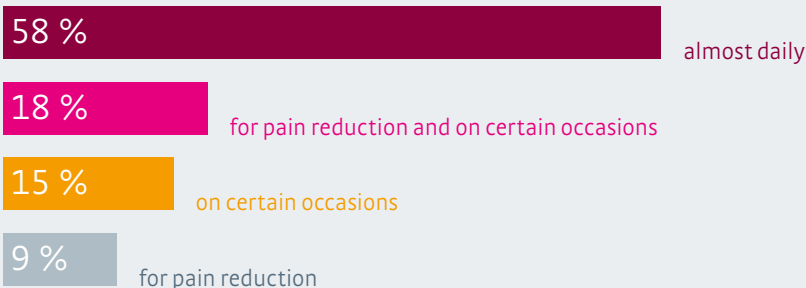 58 %
almost daily
18 %
for pain reduction and on certain occasions
15 %
on certain occasions
9 %
for pain reduction